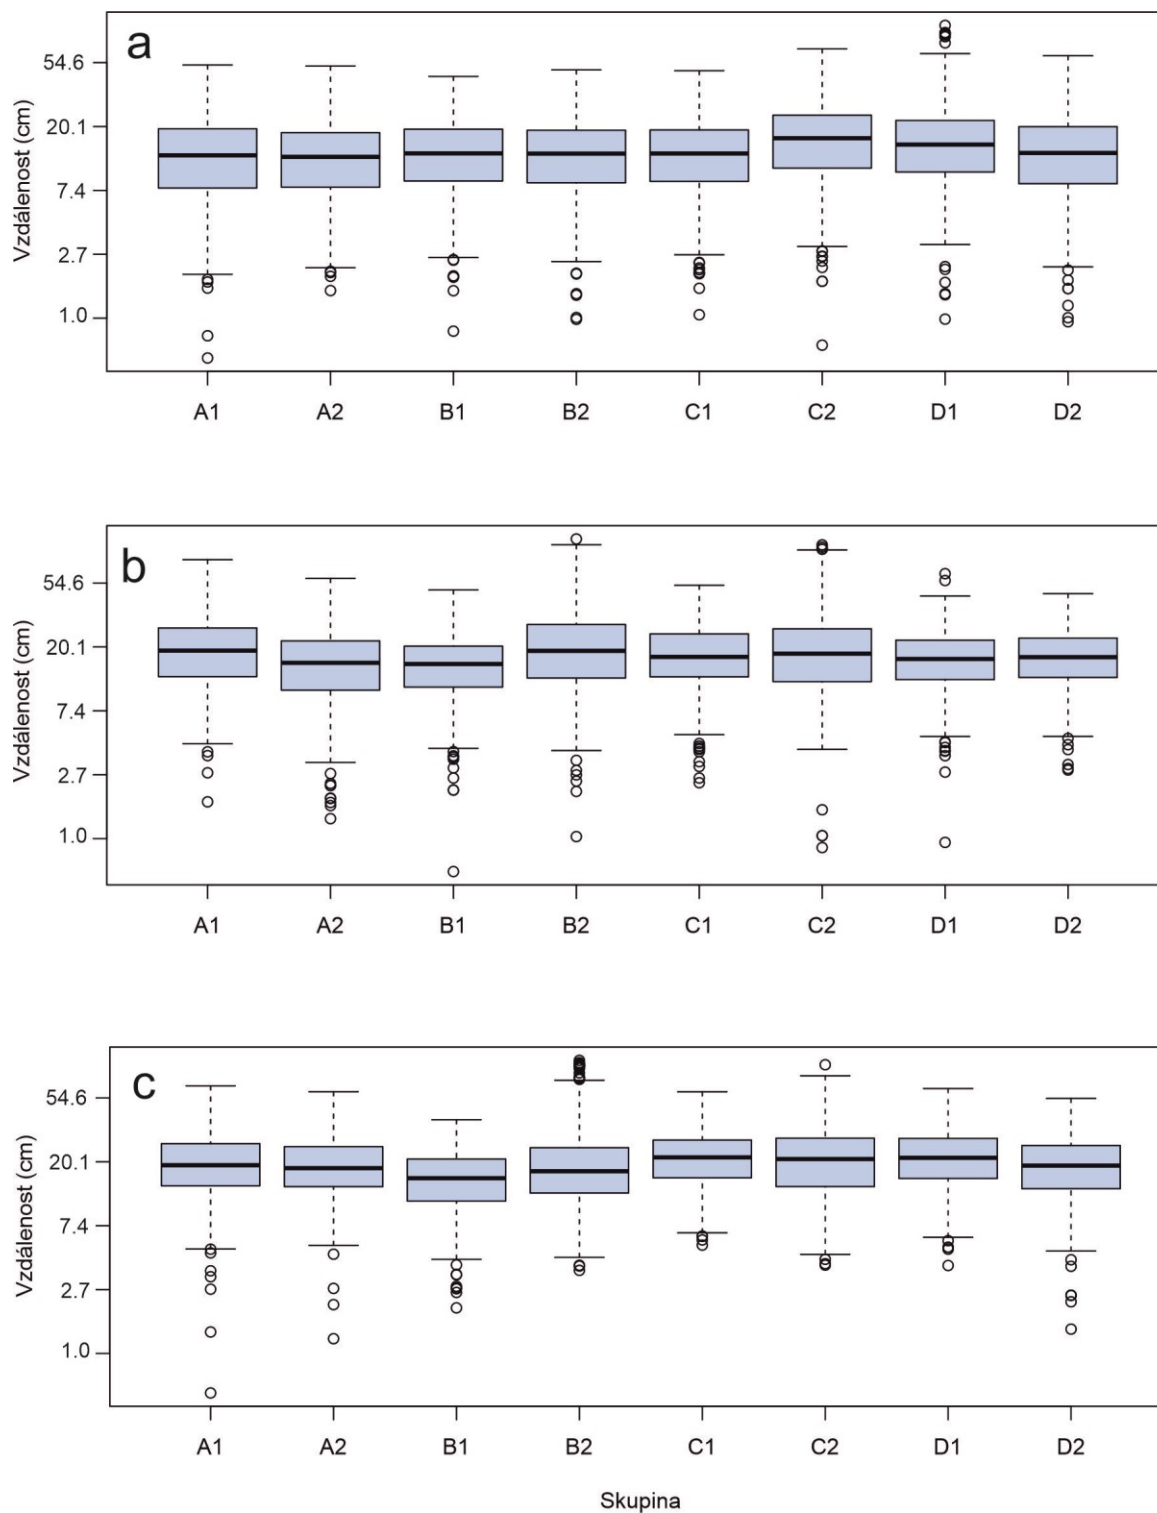 a
Vzdálenost (cm)
54.6
20.1
7.4
2.7
1.0
A1 A2 B1 B2 C1 C2 D1 D2
b
Vzdálenost (cm)
54.6
20.1
7.4
2.7
1.0
A1 A2 B1 B2 C1 C2 D1 D2
c
Vzdálenost (cm)
54.6
20.1
7.4
2.7
1.0
A1 A2 B1 B2 C1 C2 D1 D2
Skupina